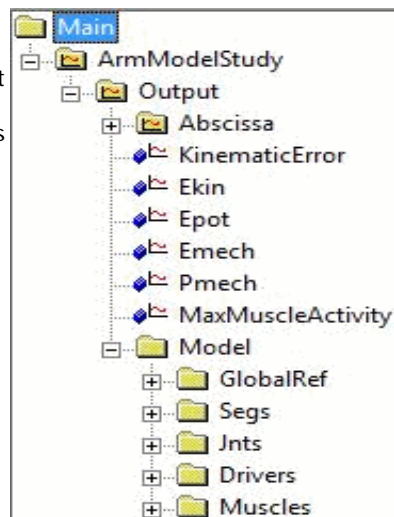 Main
ArmModelStudy
t
Output
s
Abscissa
KinematicError
Ekin
Epot
Emech
Pmech
MaxMuscleActivity
Model
GlobalRef
Segs
Jnts
Drivers
Muscles